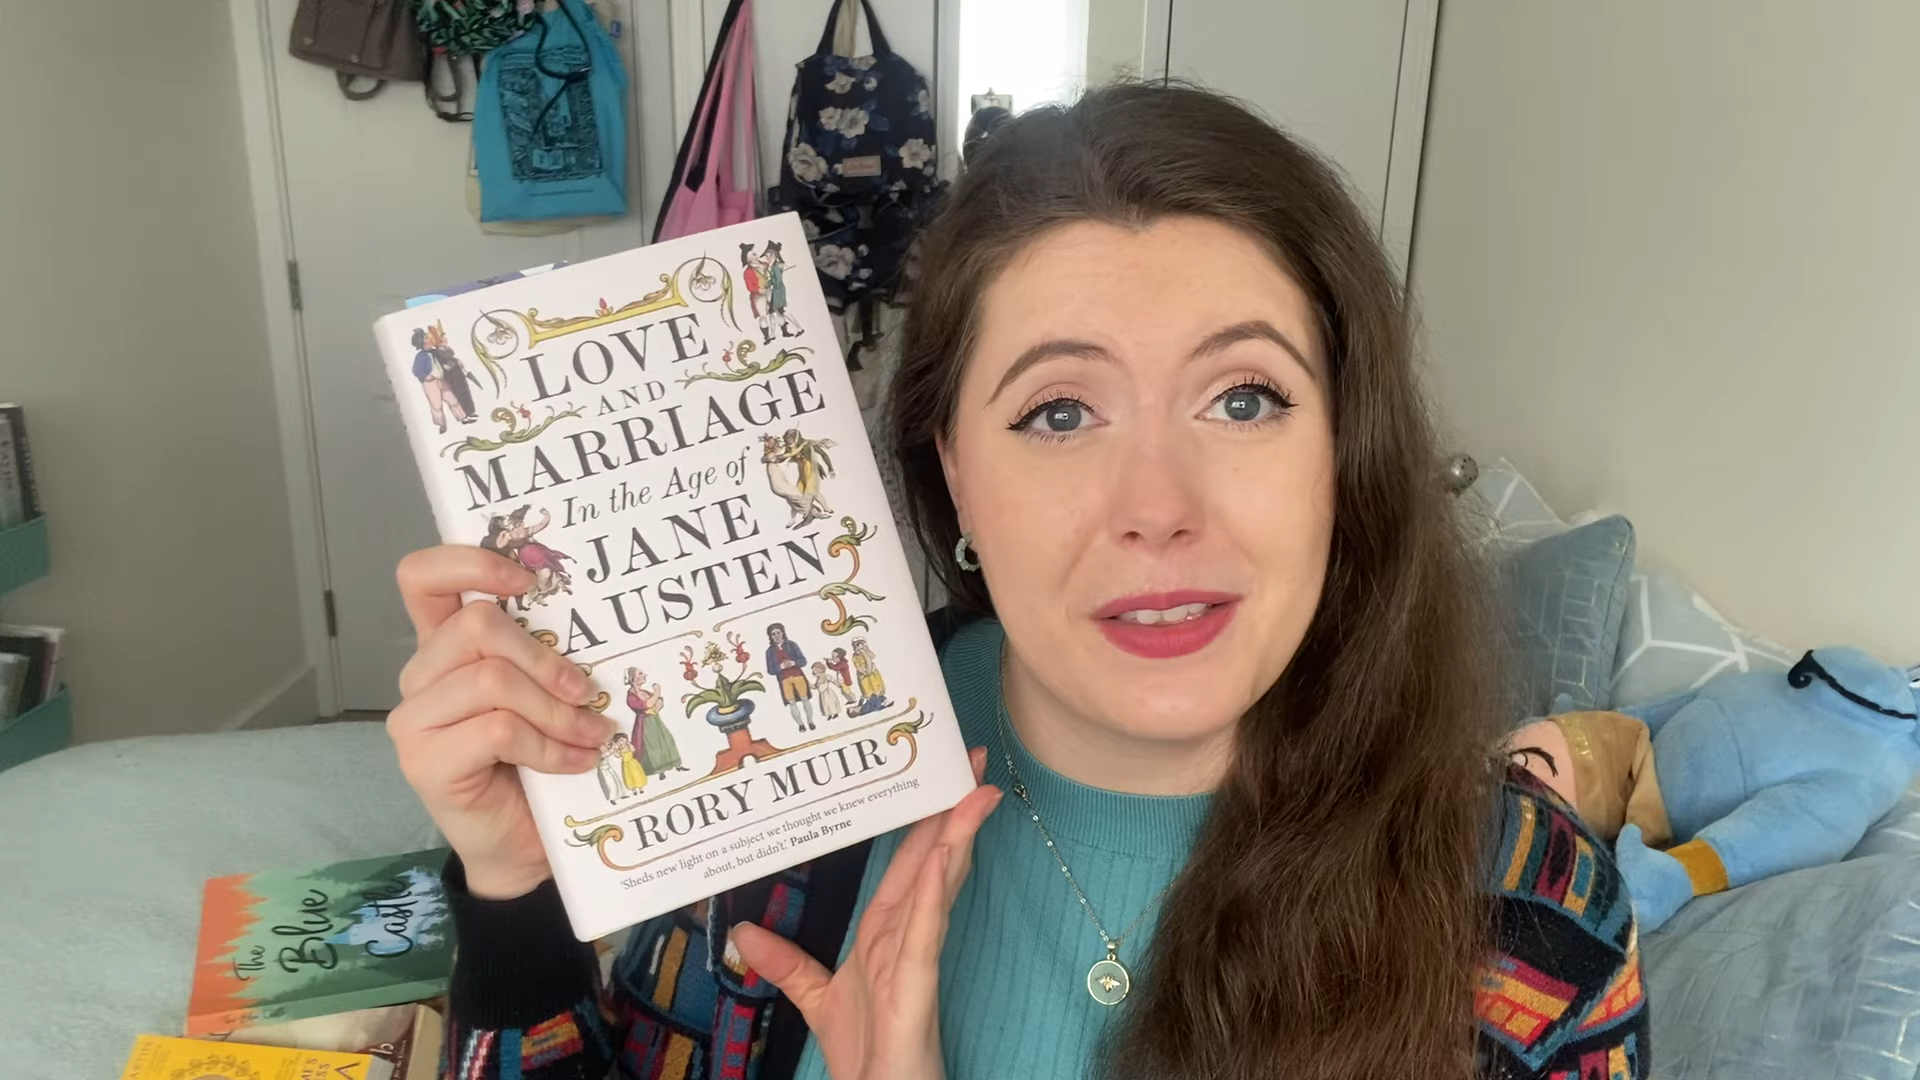 LOVE
AND
MARRIAGE
In the Age of
JANE
AUSTEN
RORY MUIR
'Sheds new light on a subject we thought we knew everything
about, but didn't.' Paula Byrne
The
Blue
Castle